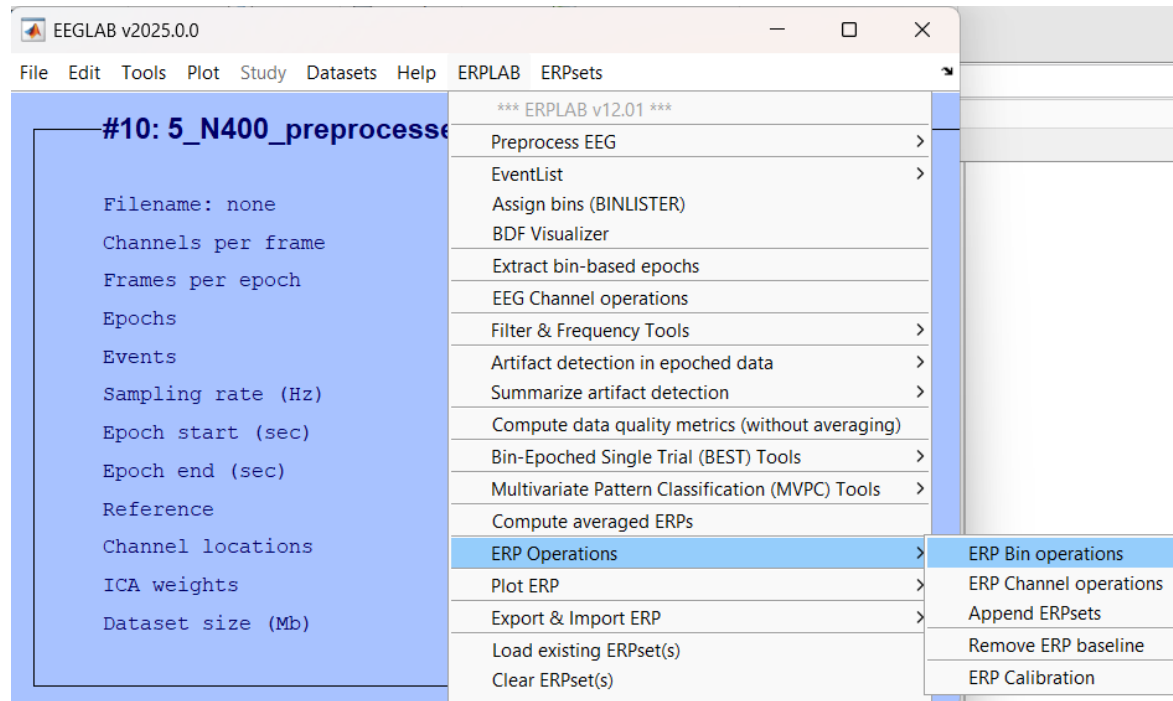 EEGLAB v2025.0.0
File Edit Tools Plot Study Datasets Help ERPLAB ERPsets
#10: 5_N400_preprocesse
Filename: none
Channels per frame
Frames per epoch
Epochs
Events
Sampling rate (Hz)
Epoch start (sec)
Epoch end (sec)
Reference
Channel locations
ICA weights
Dataset size (Mb)
*** ERPLAB v12.01 ***
Preprocess EEG
EventList
Assign bins (BINLISTER)
BDF Visualizer
Extract bin-based epochs
EEG Channel operations
Filter & Frequency Tools
Artifact detection in epoched data
Summarize artifact detection
Compute data quality metrics (without averaging)
Bin-Epoched Single Trial (BEST) Tools
Multivariate Pattern Classification (MVPC) Tools
Compute averaged ERPs
ERP Operations
Plot ERP
Export & Import ERP
Load existing ERPset(s)
Clear ERPset(s)
ERP Bin operations
ERP Channel operations
Append ERPsets
Remove ERP baseline
ERP Calibration